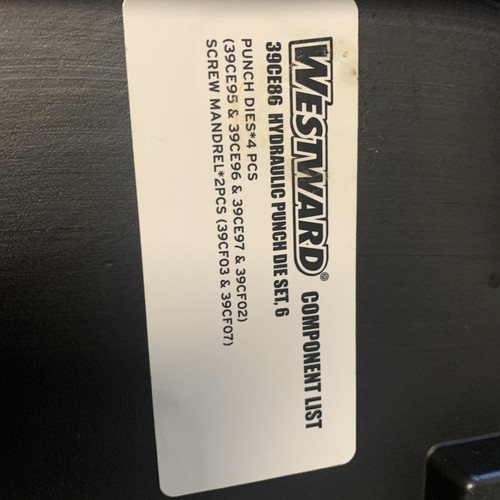 WESTWARD® COMPONENT LIST
39CE86 HYDRAULIC PUNCH DIE SET, 6
PUNCH DIES*4 PCS
(39CE95 & 39CE96 & 39CE97 & 39CF02)
SCREW MANDREL*2PCS (39CF03 & 39CF07)